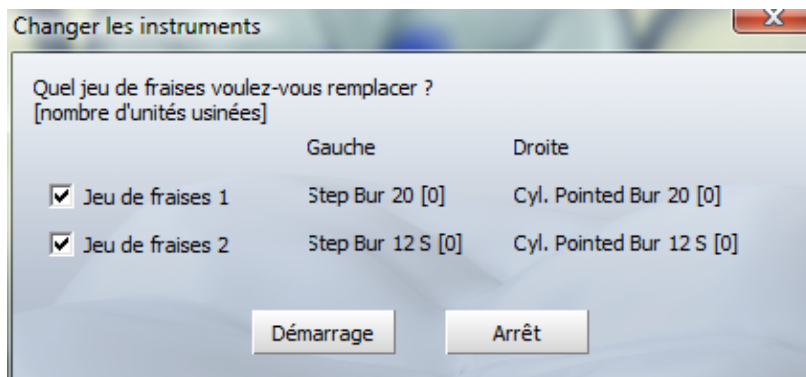 Changer les instruments
Quel jeu de fraises voulez-vous remplacer ?
[nombre d'unités usinées]
Gauche Droite
Jeu de fraises 1 Step Bur 20 [0] Cyl. Pointed Bur 20 [0]
Jeu de fraises 2 Step Bur 12 S [0] Cyl. Pointed Bur 12 S [0]
Démarrage Arrêt